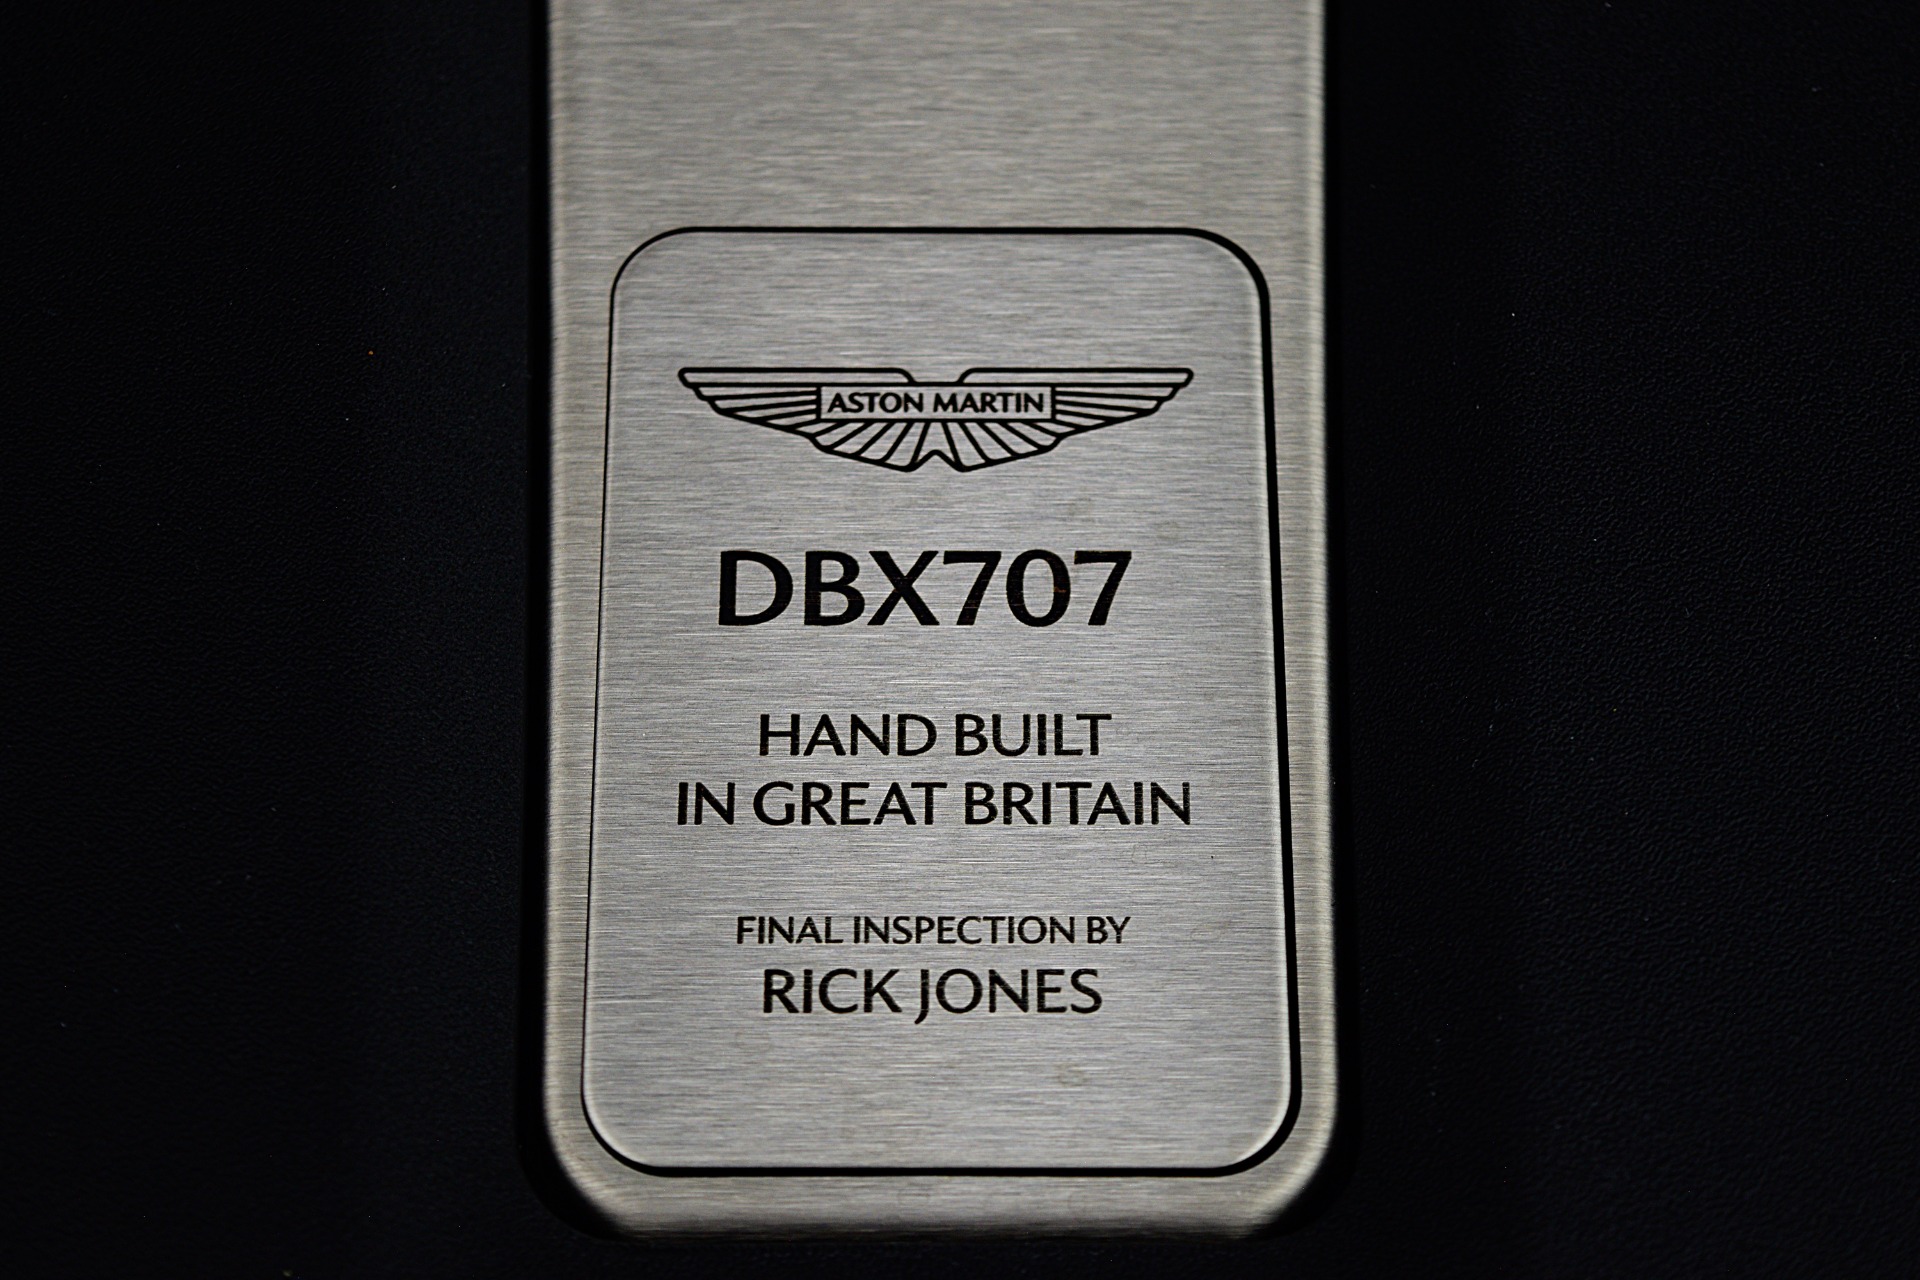 ASTON MARTIN
DBX707
HAND BUILT
IN GREAT BRITAIN
FINAL INSPECTION BY
RICK JONES